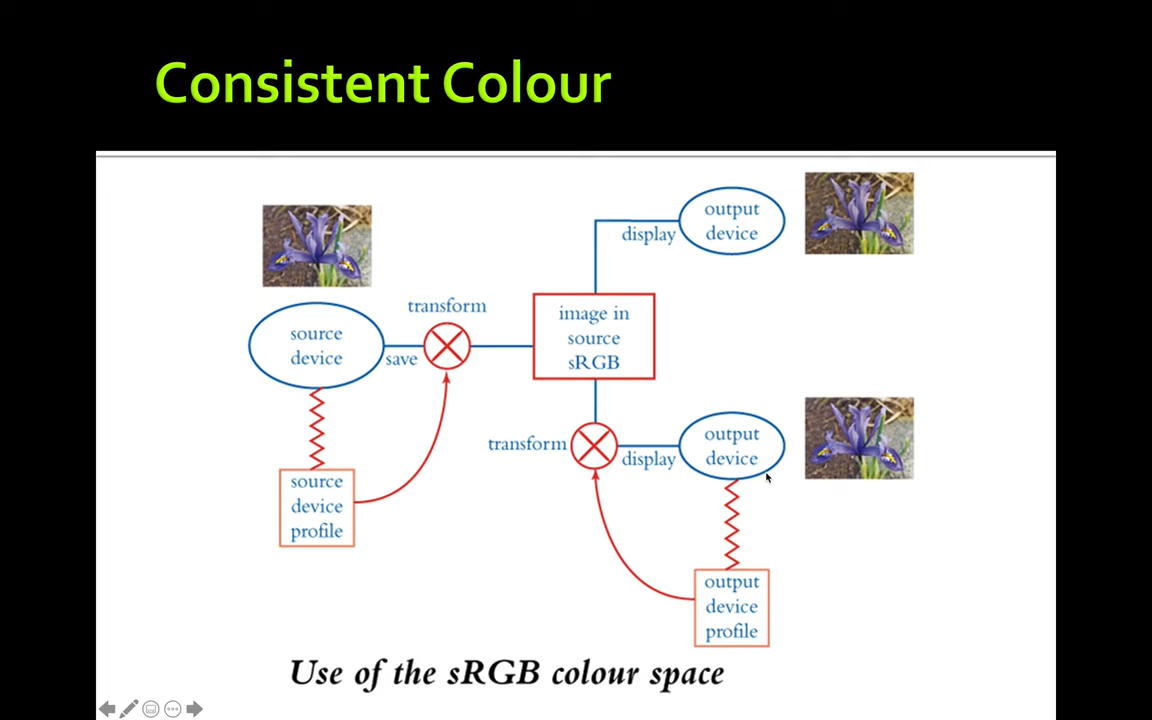 Consistent Colour
output
device
display
transform
source
device
save
image in
source
sRGB
transform
output
device
display
source
device
profile
output
device
profile
Use of the sRGB colour space